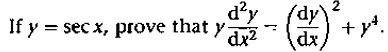 If y = sec x, prove that y d²y/dx² = (dy/dx)² + y⁴.